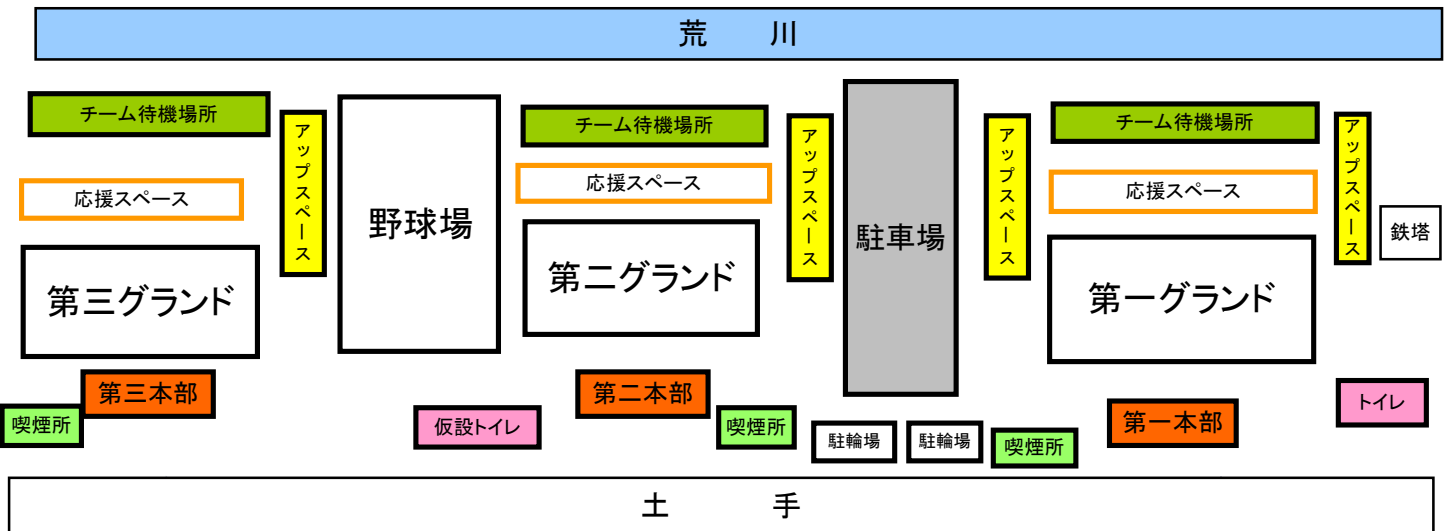 荒　川
チーム待機場所
チーム待機場所
チーム待機場所
アップスペース
アップスペース
アップスペース
アップスペース
応援スペース
応援スペース
応援スペース
野球場
駐車場
鉄塔
第三グランド
第二グランド
第一グランド
第三本部
第二本部
第一本部
トイレ
喫煙所
仮設トイレ
喫煙所
駐輪場
駐輪場
喫煙所
土　手